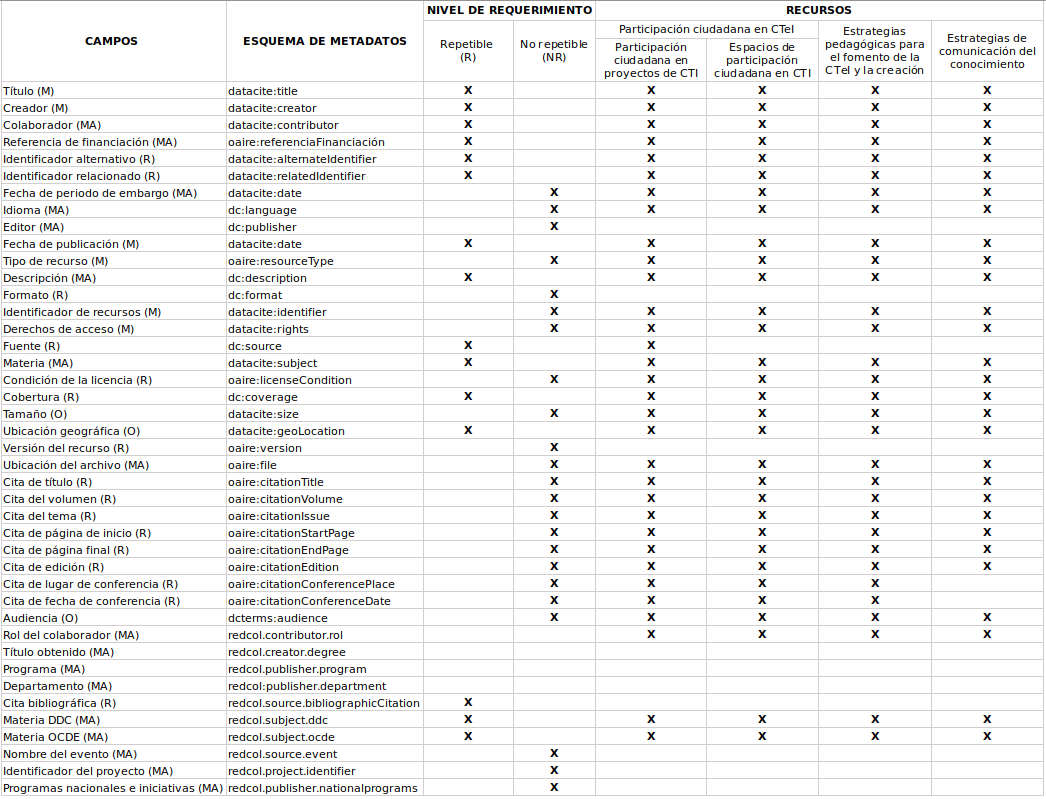 CAMPOS ESQUEMA DE METADATOS NIVEL DE REQUERIMIENTO RECURSOS
Repetible (R) No repetible (NR) Participación ciudadana en CTeI Estrategias pedagógicas para el fomento de la CTeI y la creación Estrategias de comunicación del conocimiento
Participación ciudadana en proyectos de CTI Espacios de participación ciudadana en CTI
Título (M) datacite:title X X X X X
Creador (M) datacite:creator X X X X X
Colaborador (MA) datacite:contributor X X X X X
Referencia de financiación (MA) oaire:referenciaFinanciación X X X X X
Identificador alternativo (R) datacite:alternateIdentifier X X X X X
Identificador relacionado (R) datacite:relatedIdentifier X X X X X
Fecha de periodo de embargo (MA) datacite:date X X X X X
Idioma (MA) dc:language X X X X X
Editor (MA) dc:publisher X
Fecha de publicación (M) datacite:date X X X X X
Tipo de recurso (M) oaire:resourceType X X X X X
Descripción (MA) dc:description X X X X X
Formato (R) dc:format X
Identificador de recursos (M) datacite:identifier X X X X X
Derechos de acceso (M) datacite:rights X X X X X
Fuente (R) dc:source X X
Materia (MA) datacite:subject X X X X X
Condición de la licencia (R) oaire:licenseCondition X X X X X
Cobertura (R) dc:coverage X X X X X
Tamaño (O) datacite:size X X X X X
Ubicación geográfica (O) datacite:geoLocation X X X X X
Versión del recurso (R) oaire:version X
Ubicación del archivo (MA) oaire:file X X X X X
Cita de título (R) oaire:citationTitle X X X X X
Cita del volumen (R) oaire:citationVolume X X X X X
Cita del tema (R) oaire:citationIssue X X X X X
Cita de página de inicio (R) oaire:citationStartPage X X X X X
Cita de página final (R) oaire:citationEndPage X X X X X
Cita de edición (R) oaire:citationEdition X X X X X
Cita de lugar de conferencia (R) oaire:citationConferencePlace X X X X
Cita de fecha de conferencia (R) oaire:citationConferenceDate X X X X
Audiencia (O) dcterms:audience X X X X X
Rol del colaborador (MA) redcol.contributor.rol X X X X
Título obtenido (MA) redcol.creator.degree
Programa (MA) redcol.publisher.program
Departamento (MA) redcol:publisher.department
Cita bibliográfica (R) redcol.source.bibliographicCitation X
Materia DDC (MA) redcol.subject.ddc X X X X X
Materia OCDE (MA) redcol.subject.ocde X X X X X
Nombre del evento (MA) redcol.source.event X
Identificador del proyecto (MA) redcol.project.identifier X
Programas nacionales e iniciativas (MA) redcol.publisher.nationalprograms X